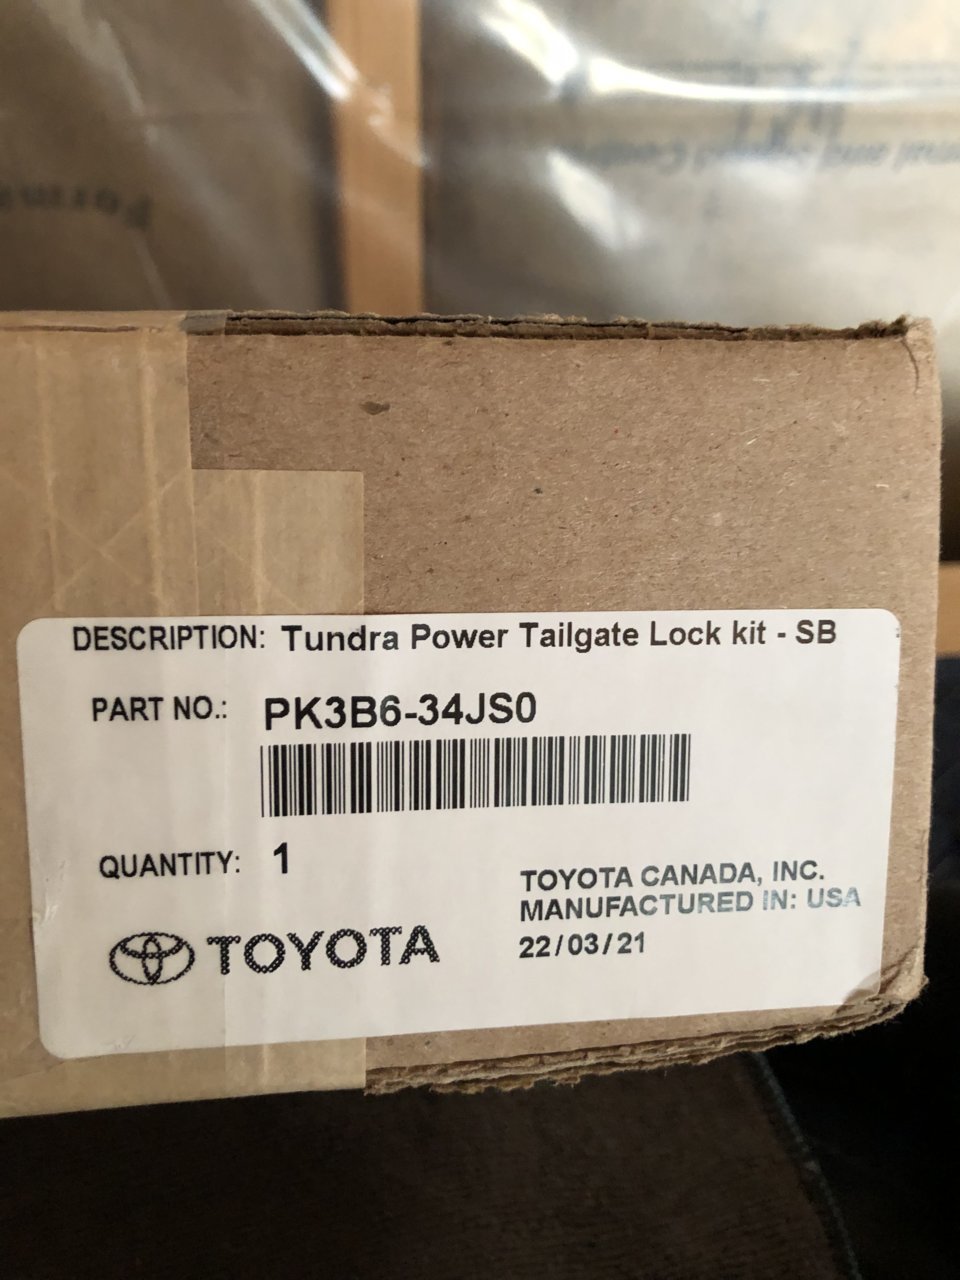 DESCRIPTION: Tundra Power Tailgate Lock kit - SB
PART NO.: PK3B6-34JS0
QUANTITY: 1
TOYOTA CANADA, INC.
MANUFACTURED IN: USA
22/03/21
TOYOTA